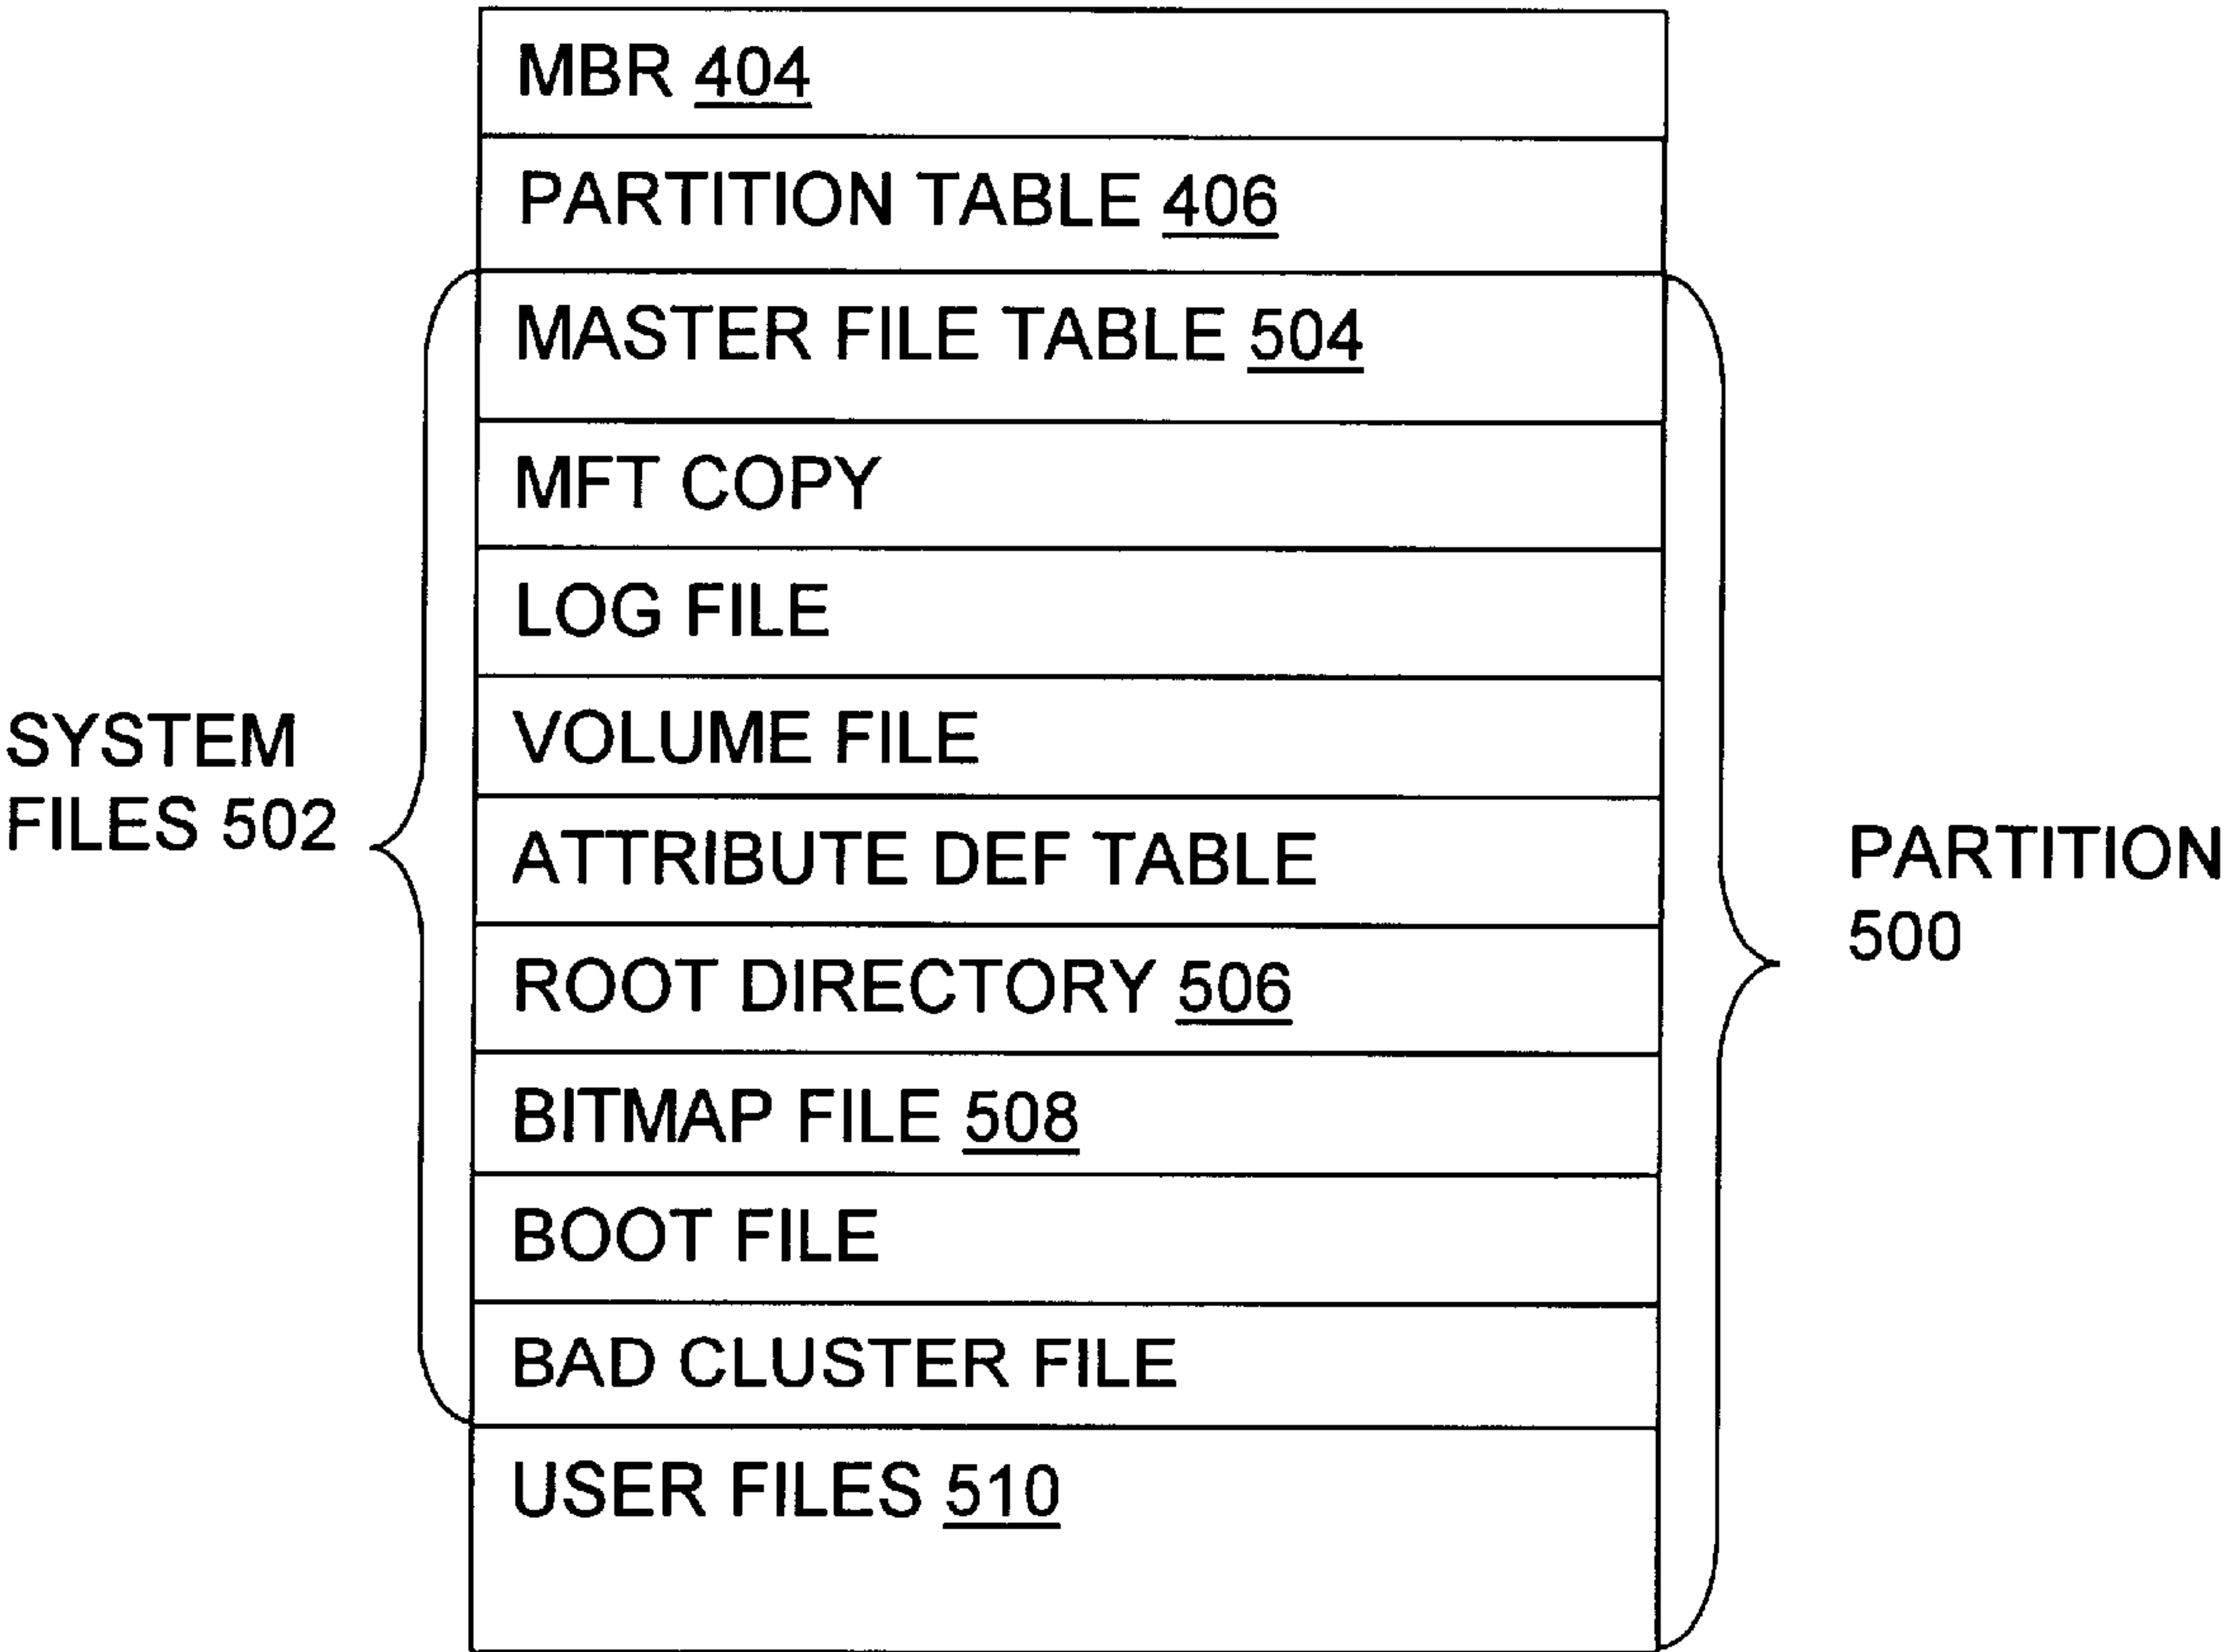 MBR 404
PARTITION TABLE 406
MASTER FILE TABLE 504
MFT COPY
LOG FILE
VOLUME FILE
ATTRIBUTE DEF TABLE
ROOT DIRECTORY 506
BITMAP FILE 508
BOOT FILE
BAD CLUSTER FILE
USER FILES 510
SYSTEM
FILES 502
PARTITION
500